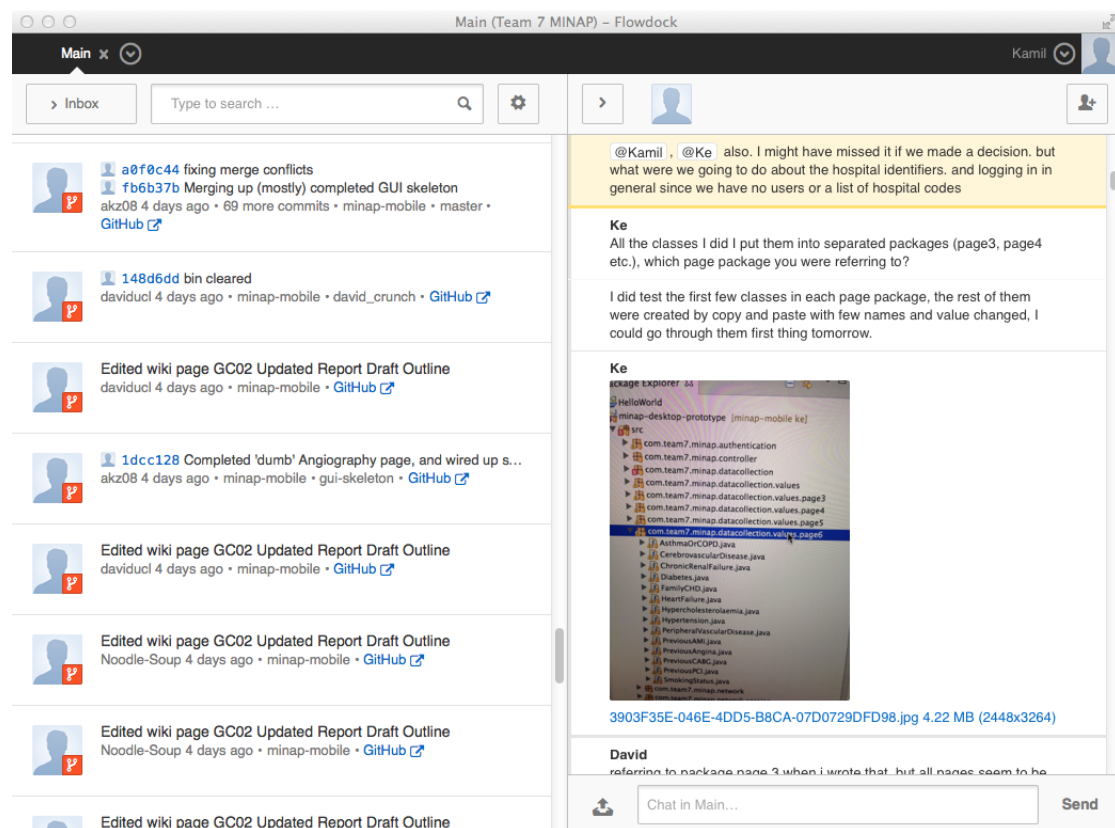 Main (Team 7 MINAP) – Flowdock
Main
Kamil
Inbox
Type to search ...
a0f0c44 fixing merge conflicts
fb6b37b Merging up (mostly) completed GUI skeleton
akz08 4 days ago • 69 more commits • minap-mobile • master •
GitHub
148d6dd bin cleared
daviducl 4 days ago • minap-mobile • david_crunch • GitHub
Edited wiki page GC02 Updated Report Draft Outline
daviducl 4 days ago • minap-mobile • GitHub
1dcc128 Completed 'dumb' Angiography page, and wired up s...
akz08 4 days ago • minap-mobile • gui-skeleton • GitHub
Edited wiki page GC02 Updated Report Draft Outline
daviducl 4 days ago • minap-mobile • GitHub
Edited wiki page GC02 Updated Report Draft Outline
Noodle-Soup 4 days ago • minap-mobile • GitHub
Edited wiki page GC02 Updated Report Draft Outline
Noodle-Soup 4 days ago • minap-mobile • GitHub
Edited wiki page GC02 Updated Report Draft Outline
@Kamil , @Ke also. I might have missed it if we made a decision. but
what were we going to do about the hospital identifiers. and logging in in
general since we have no users or a list of hospital codes
Ke
All the classes I did I put them into separated packages (page3, page4
etc.), which page package you were referring to?
I did test the first few classes in each page package, the rest of them
were created by copy and paste with few names and value changed, I
could go through them first thing tomorrow.
Ke
ackage Explorer
HelloWorld
minap-desktop-prototype [minap-mobile ke]
src
com.team7.minap.authentication
com.team7.minap.controller
com.team7.minap.datacollection
com.team7.minap.datacollection.values
com.team7.minap.datacollection.values.page3
com.team7.minap.datacollection.values.page4
com.team7.minap.datacollection.values.page5
com.team7.minap.datacollection.values.page6
AsthmaOrCOPD.java
CerebrovascularDisease.java
ChronicRenalFailure.java
Diabetes.java
FamilyCHD.java
HeartFailure.java
Hypercholesterolaemia.java
Hypertension.java
PeripheralVascularDisease.java
PreviousAMI.java
PreviousAngina.java
PreviousCABG.java
PreviousPCI.java
SmokingStatus.java
com.team7.minap.network
3903F35E-046E-4DD5-B8CA-07D0729DFD98.jpg 4.22 MB (2448x3264)
David
referring to package page 3 when i wrote that, but all pages seem to be
Chat in Main...
Send